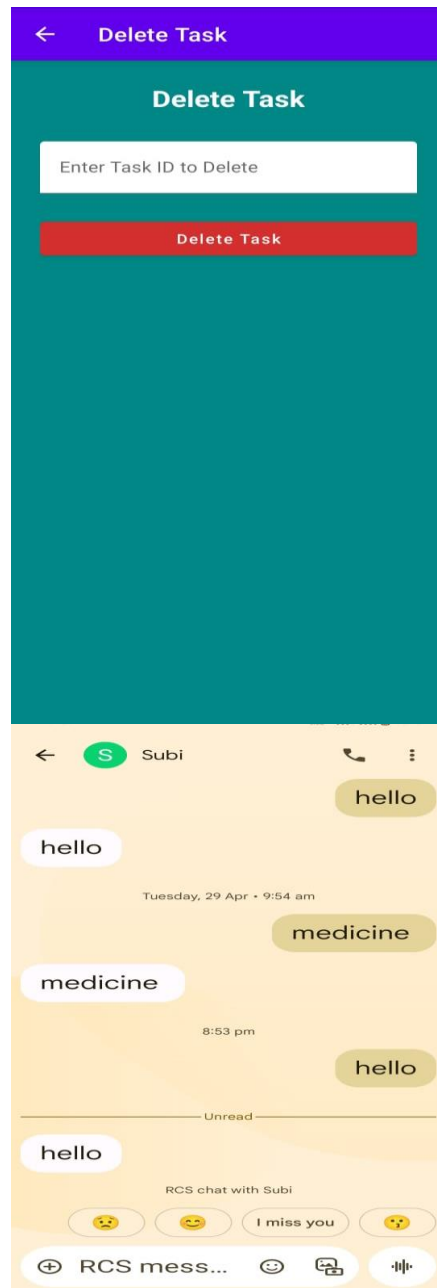 Delete Task
Delete Task
Enter Task ID to Delete
Delete Task
S Subi
hello
hello
Tuesday, 29 Apr • 9:54 am
medicine
medicine
8:53 pm
hello
Unread
hello
RCS chat with Subi
I miss you
RCS mess...